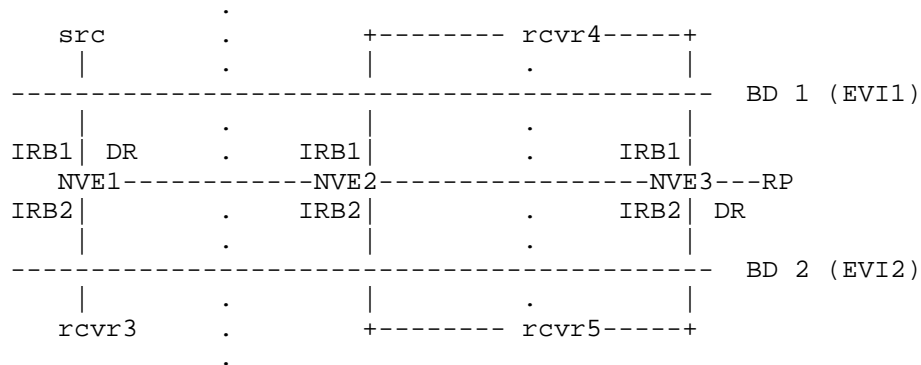 .
    src          .           +-------- rcvr4-----+
     |           .           |         .         |
--------------------------------------------  BD 1 (EVI1)
     |           .           |         .         |
IRB1|  DR        .       IRB1|         .     IRB1|
   NVE1------------NVE2-----------------NVE3---RP
IRB2|            .       IRB2|         .     IRB2|  DR
     |           .           |         .         |
--------------------------------------------  BD 2 (EVI2)
     |           .           |         .         |
   rcvr3         .           +-------- rcvr5-----+
                 .